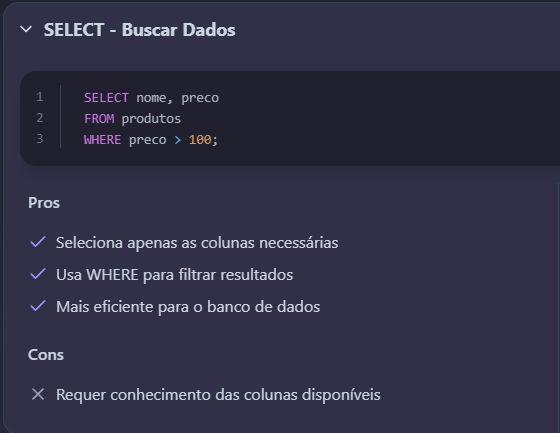 SELECT - Buscar Dados
1 SELECT nome, preco
2 FROM produtos
3 WHERE preco > 100;
Pros
Seleciona apenas as colunas necessárias
Usa WHERE para filtrar resultados
Mais eficiente para o banco de dados
Cons
Requer conhecimento das colunas disponíveis